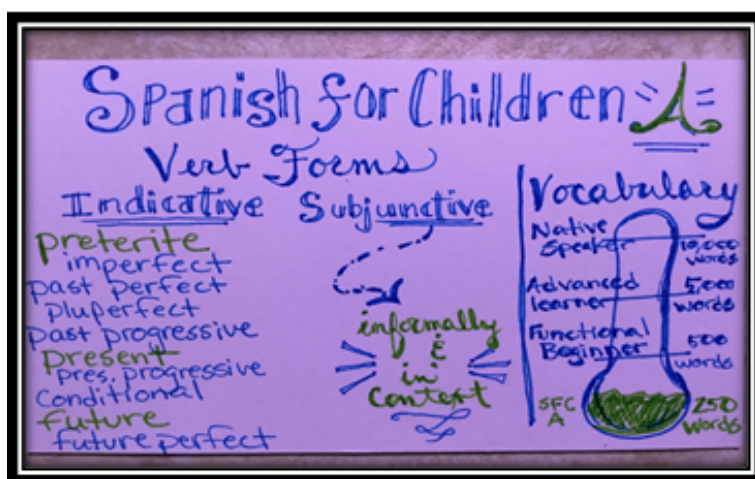 Spanish for Children A
Verb Forms
Indicative
preterite
imperfect
past perfect
pluperfect
past progressive
Present
pres. progressive
Conditional
future
future perfect
Subjunctive
informally
&
in
context
Vocabulary
Native
Speaker
10,000
words
Advanced
learner
5,000
words
Functional
Beginner
500
words
SFC
A
250
words